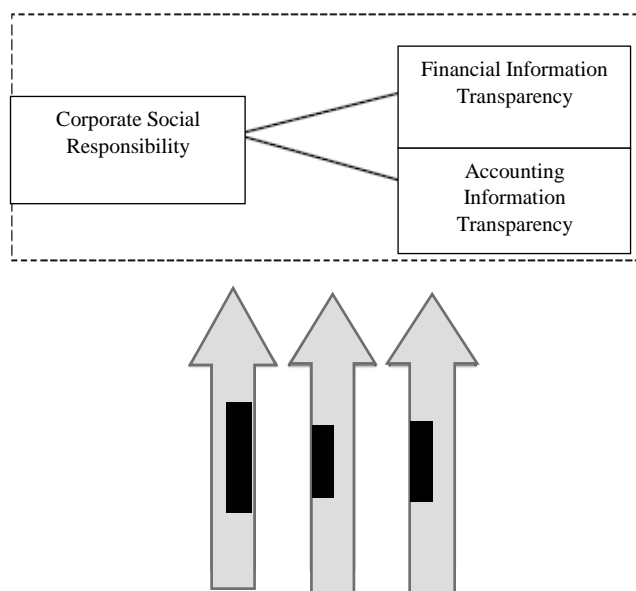 Corporate Social
Responsibility
Financial Information
Transparency
Accounting
Information
Transparency